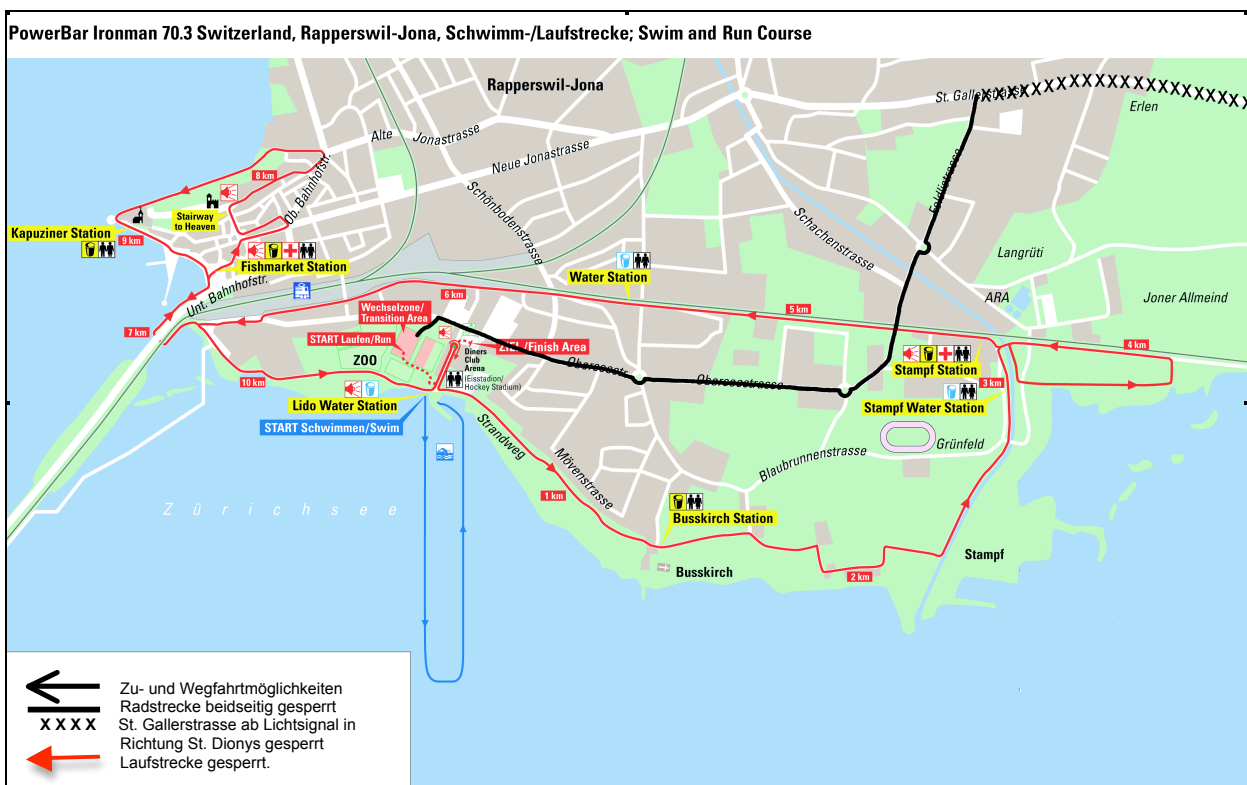 PowerBar Ironman 70.3 Switzerland, Rapperswil-Jona, Schwimm-/Laufstrecke; Swim and Run Course
Rapperswil-Jona
St. Gallerstrasse
XXXXXXXXXXXXXXXXXX
Erlen
Alte Jonastrasse
Neue Jonastrasse
8 km
Ob. Bahnhofstr.
Stairway
to Heaven
Schönbodenstrasse
Schachenstrasse
Feldlistrasse
Kapuziner Station
9 km
Fishmarket Station
Unt. Bahnhofstr.
Langrüti
Water Station
ARA
Joner Allmeind
6 km
5 km
7 km
Wechselzone/
Transition Area
START Laufen/Run
ZIEL/Finish Area
4 km
ZOO
Diners
Club
Arena
(Eisstadion/
Hockey Stadium)
Oberseestr.
Oberseestrasse
Stampf Station
3 km
10 km
Lido Water Station
Stampf Water Station
START Schwimmen/Swim
Strandweg
Grünfeld
Mövenstrasse
Blaubrunnenstrasse
1 km
Zürichsee
Busskirch Station
Stampf
Busskirch
2 km
Zu- und Wegfahrtmöglichkeiten
Radstrecke beidseitig gesperrt
X X X X St. Gallerstrasse ab Lichtsignal in
Richtung St. Dionys gesperrt
Laufstrecke gesperrt.